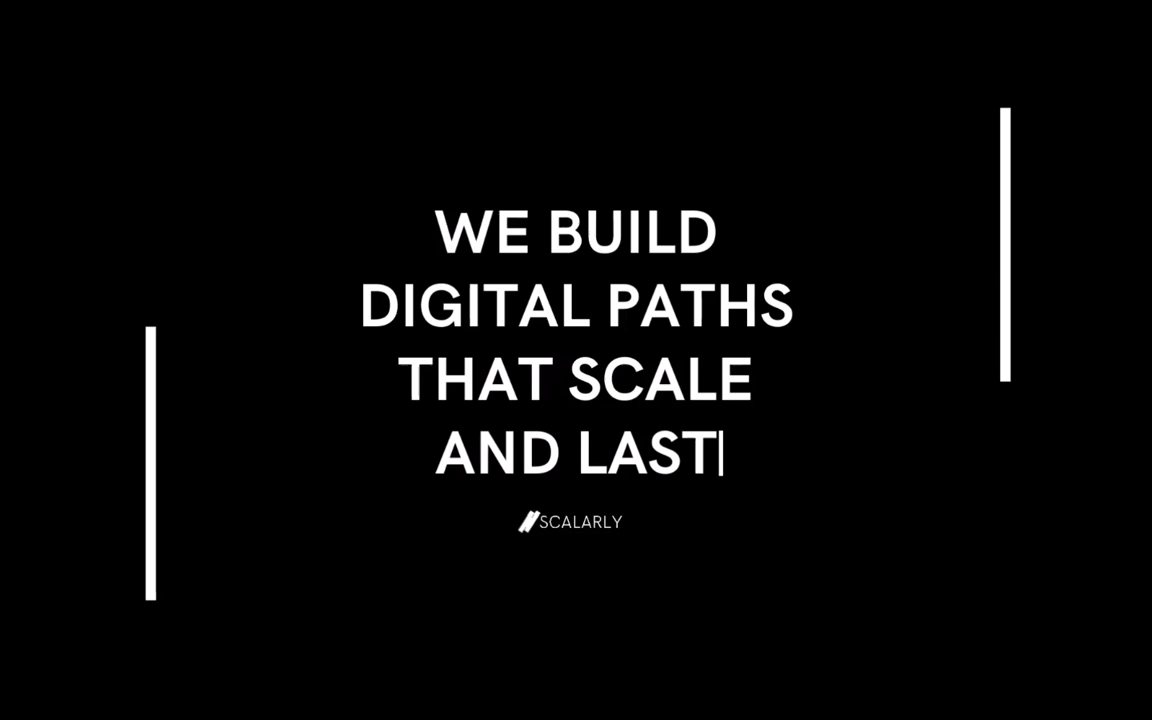 WE BUILD
DIGITAL PATHS
THAT SCALE
AND LAST
SCALARLY